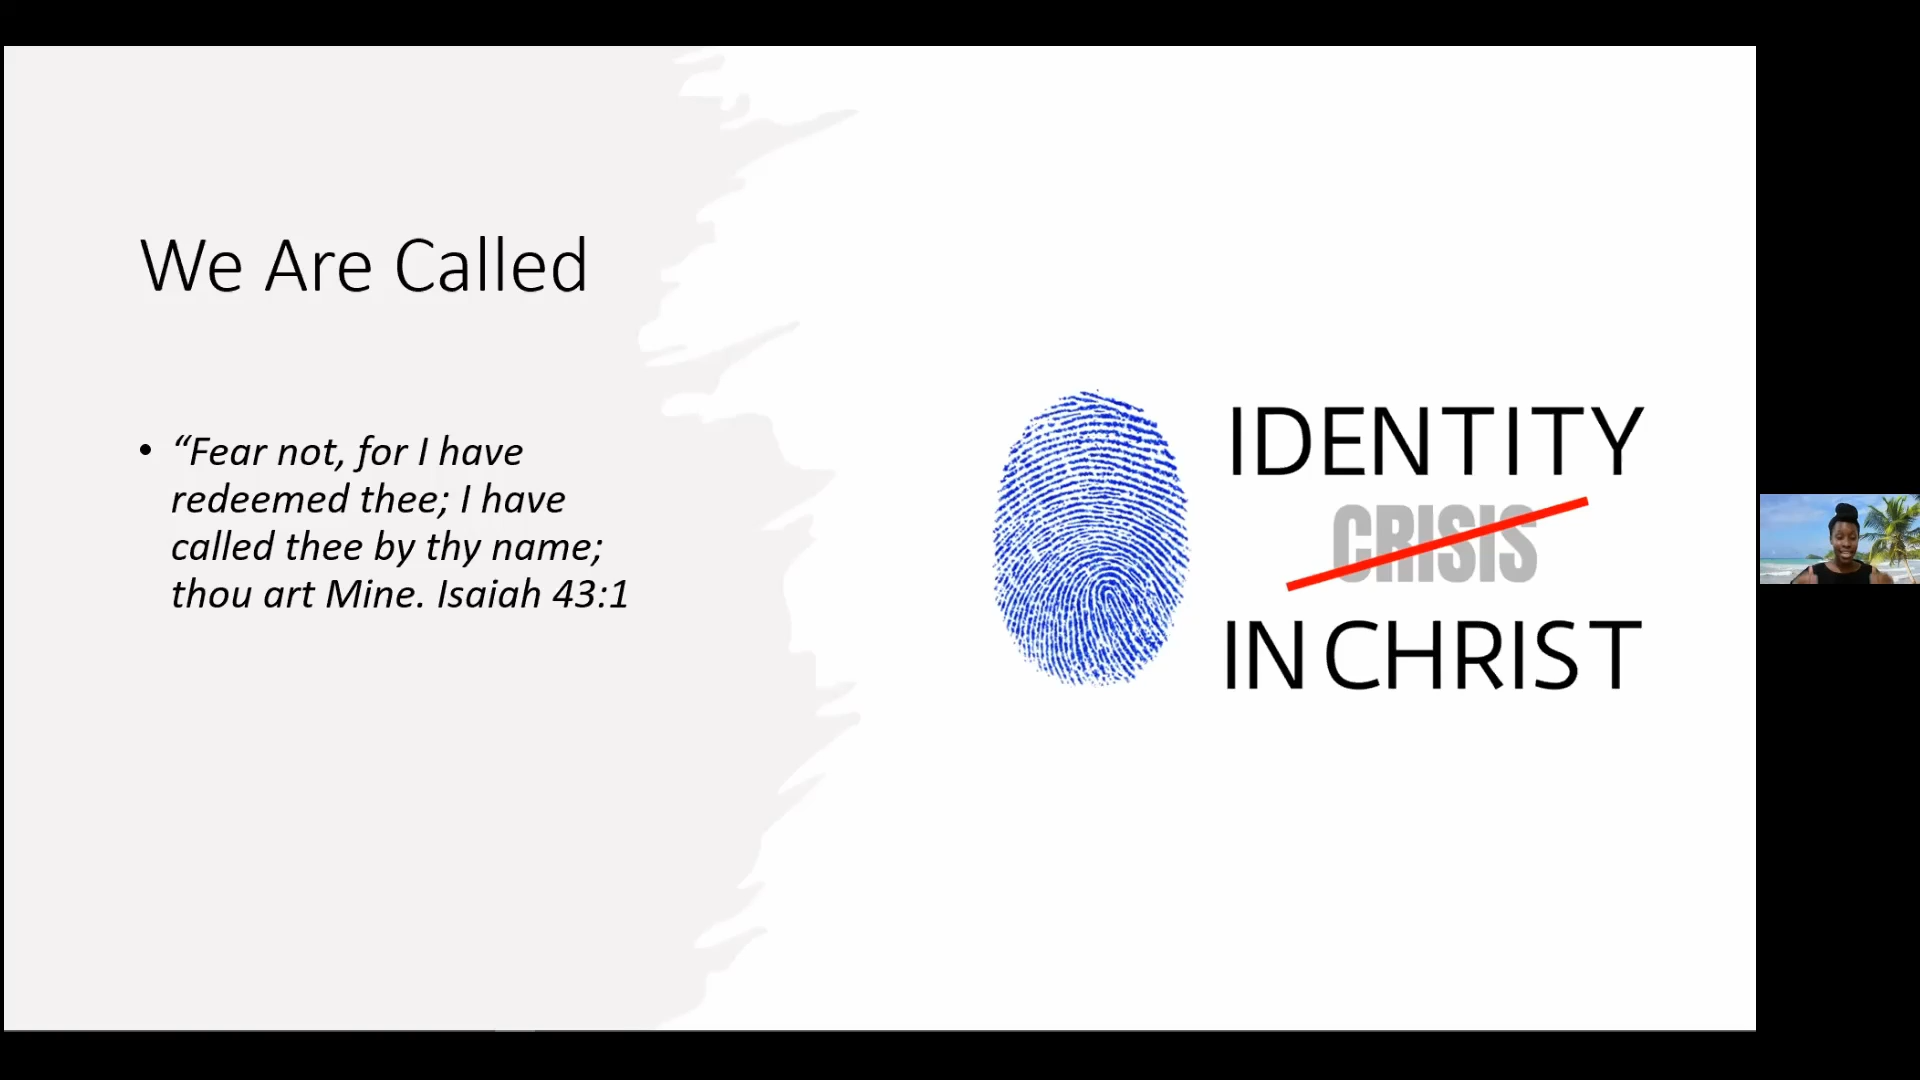 We Are Called
• “Fear not, for I have
redeemed thee; I have
called thee by thy name;
thou art Mine. Isaiah 43:1
IDENTITY
CRISIS
IN CHRIST